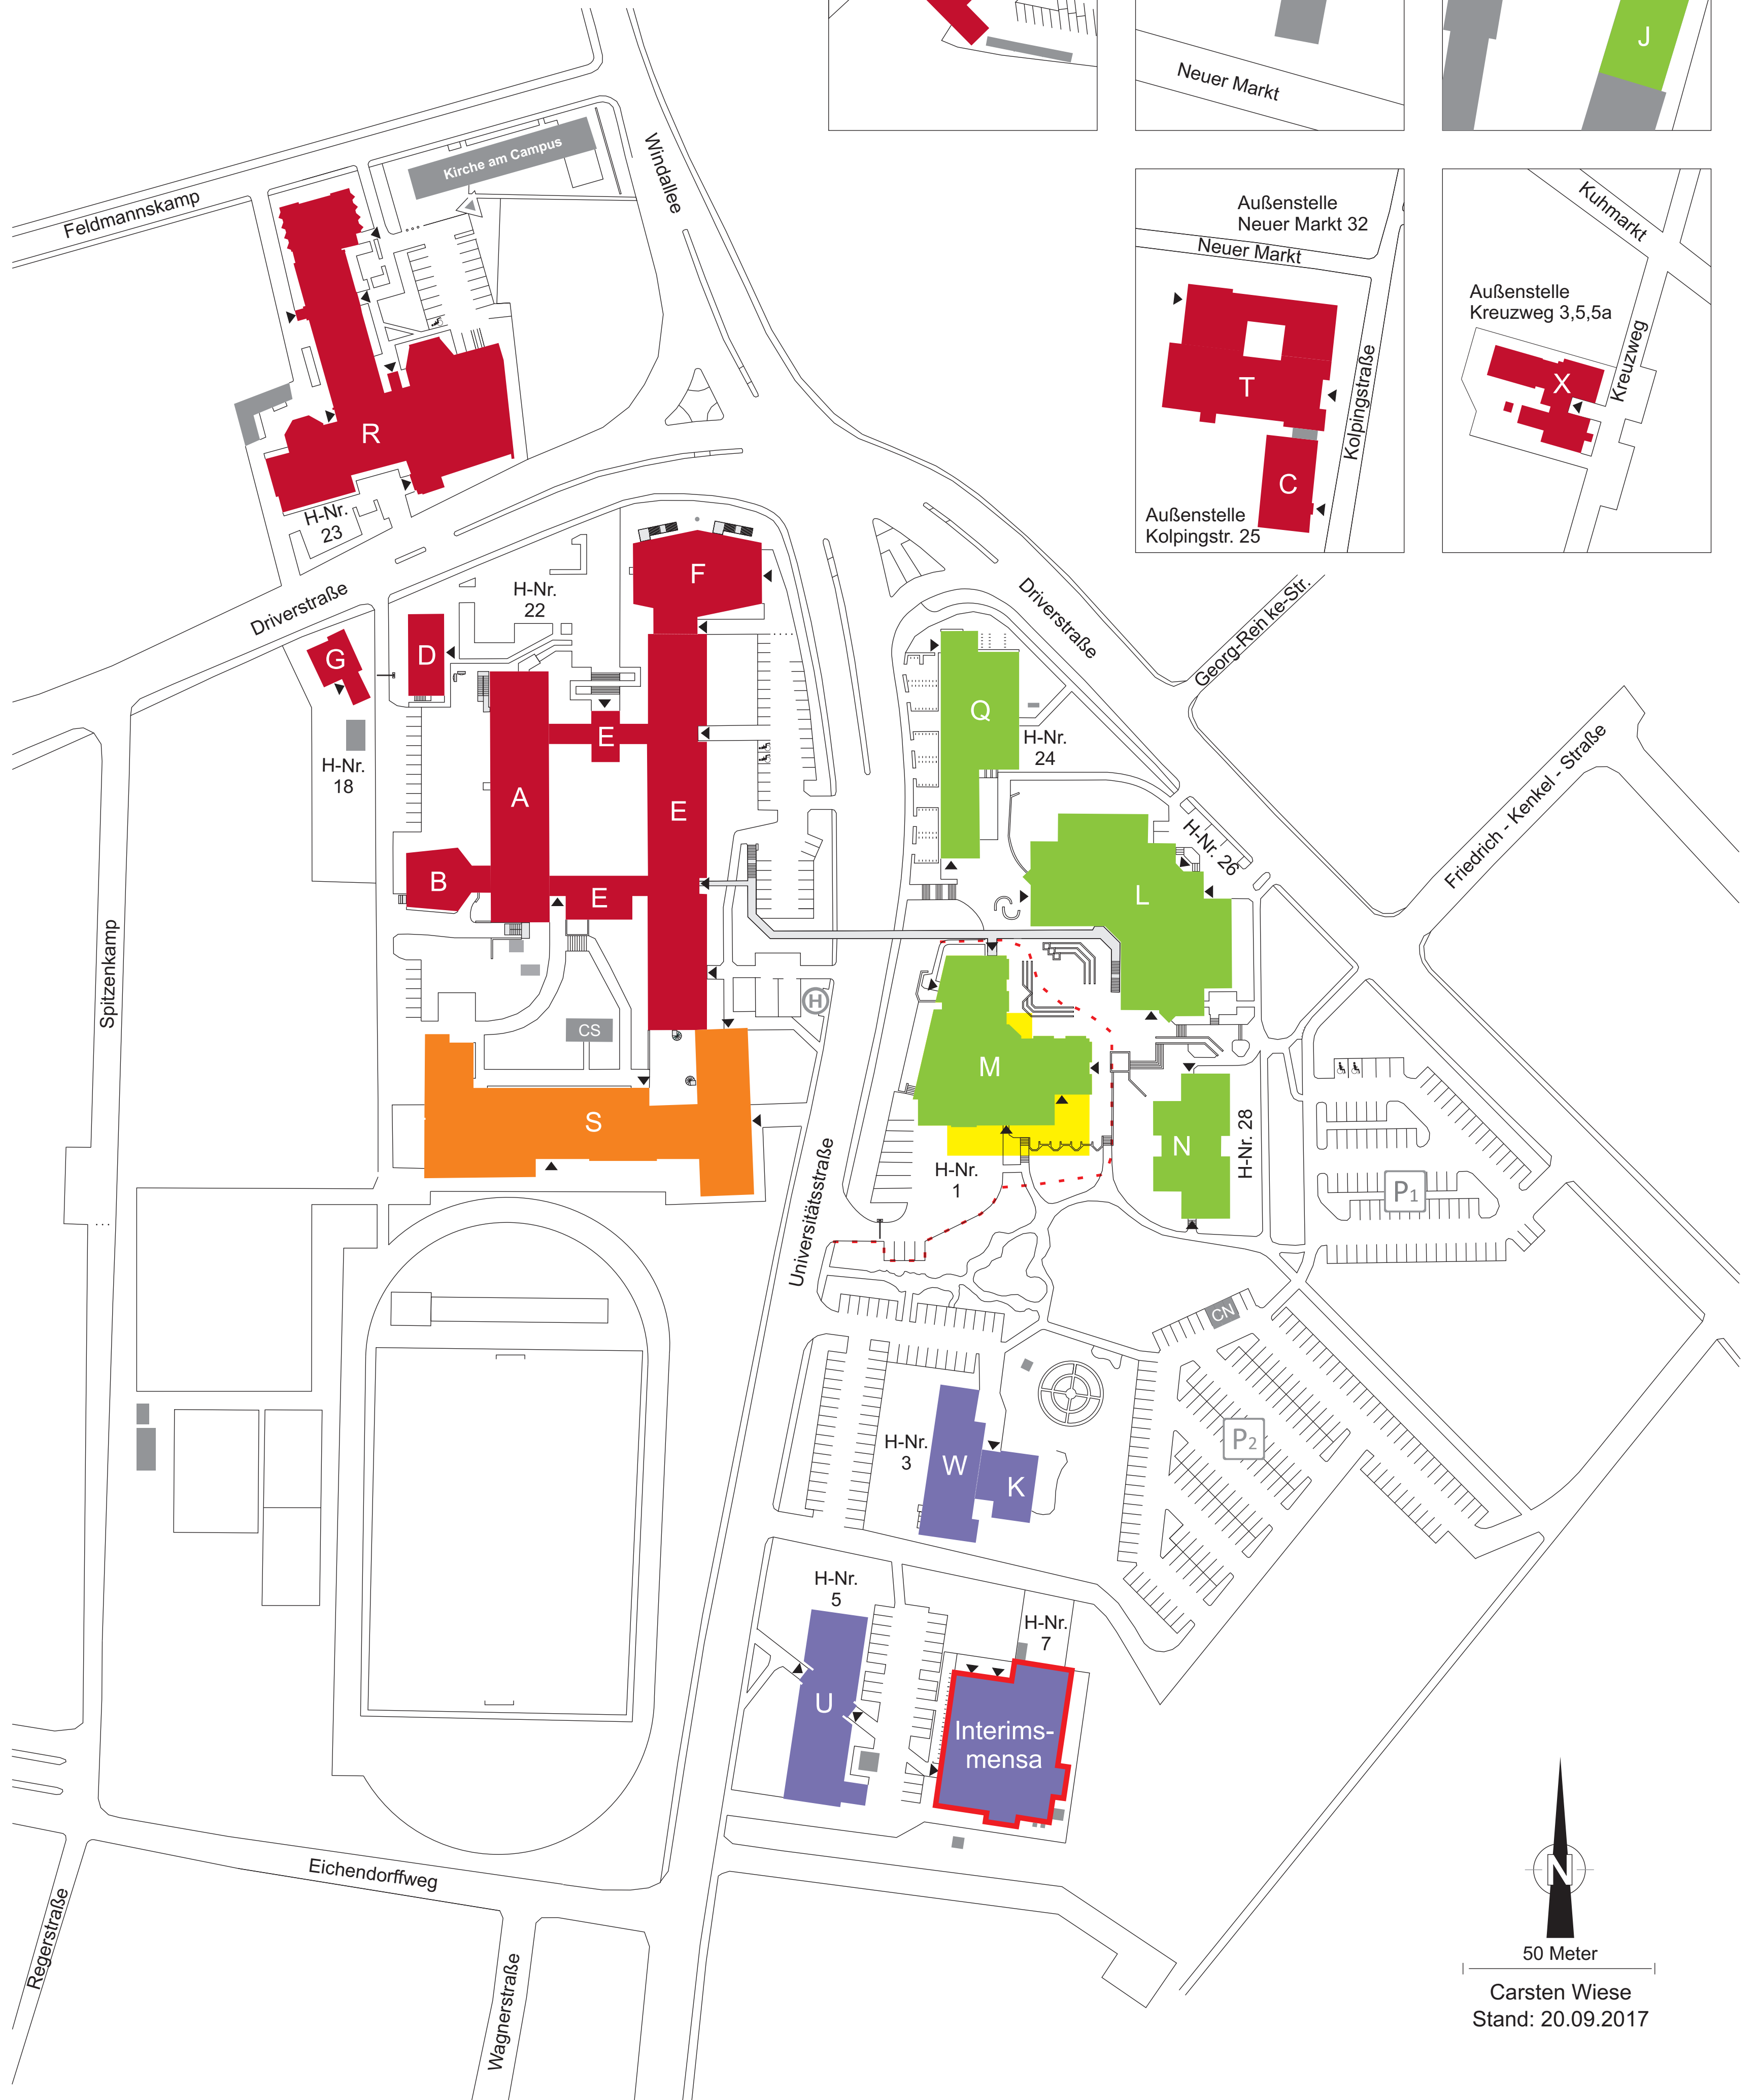 J
Neuer Markt
Kirche am Campus
Windallee
Feldmannskamp
Außenstelle
Neuer Markt 32
Neuer Markt
T
C
Kolpingstraße
Außenstelle
Kolpingstr. 25
Kuhmarkt
Außenstelle
Kreuzweg 3,5,5a
X
Kreuzweg
R
H-Nr.
23
Driverstraße
G
D
H-Nr.
22
F
H-Nr.
18
A
E
E
E
B
Driverstraße
Georg-Reinke-Str.
Friedrich - Kenkel - Straße
Q
H-Nr.
24
H-Nr. 26
L
Spitzenkamp
H
CS
S
M
N
H-Nr. 28
H-Nr.
1
Universitätsstraße
P1
CN
P2
H-Nr.
3
W
K
H-Nr.
5
U
H-Nr.
7
Interims-
mensa
Eichendorffweg
Regerstraße
Wagnerstraße
N
50 Meter
Carsten Wiese
Stand: 20.09.2017